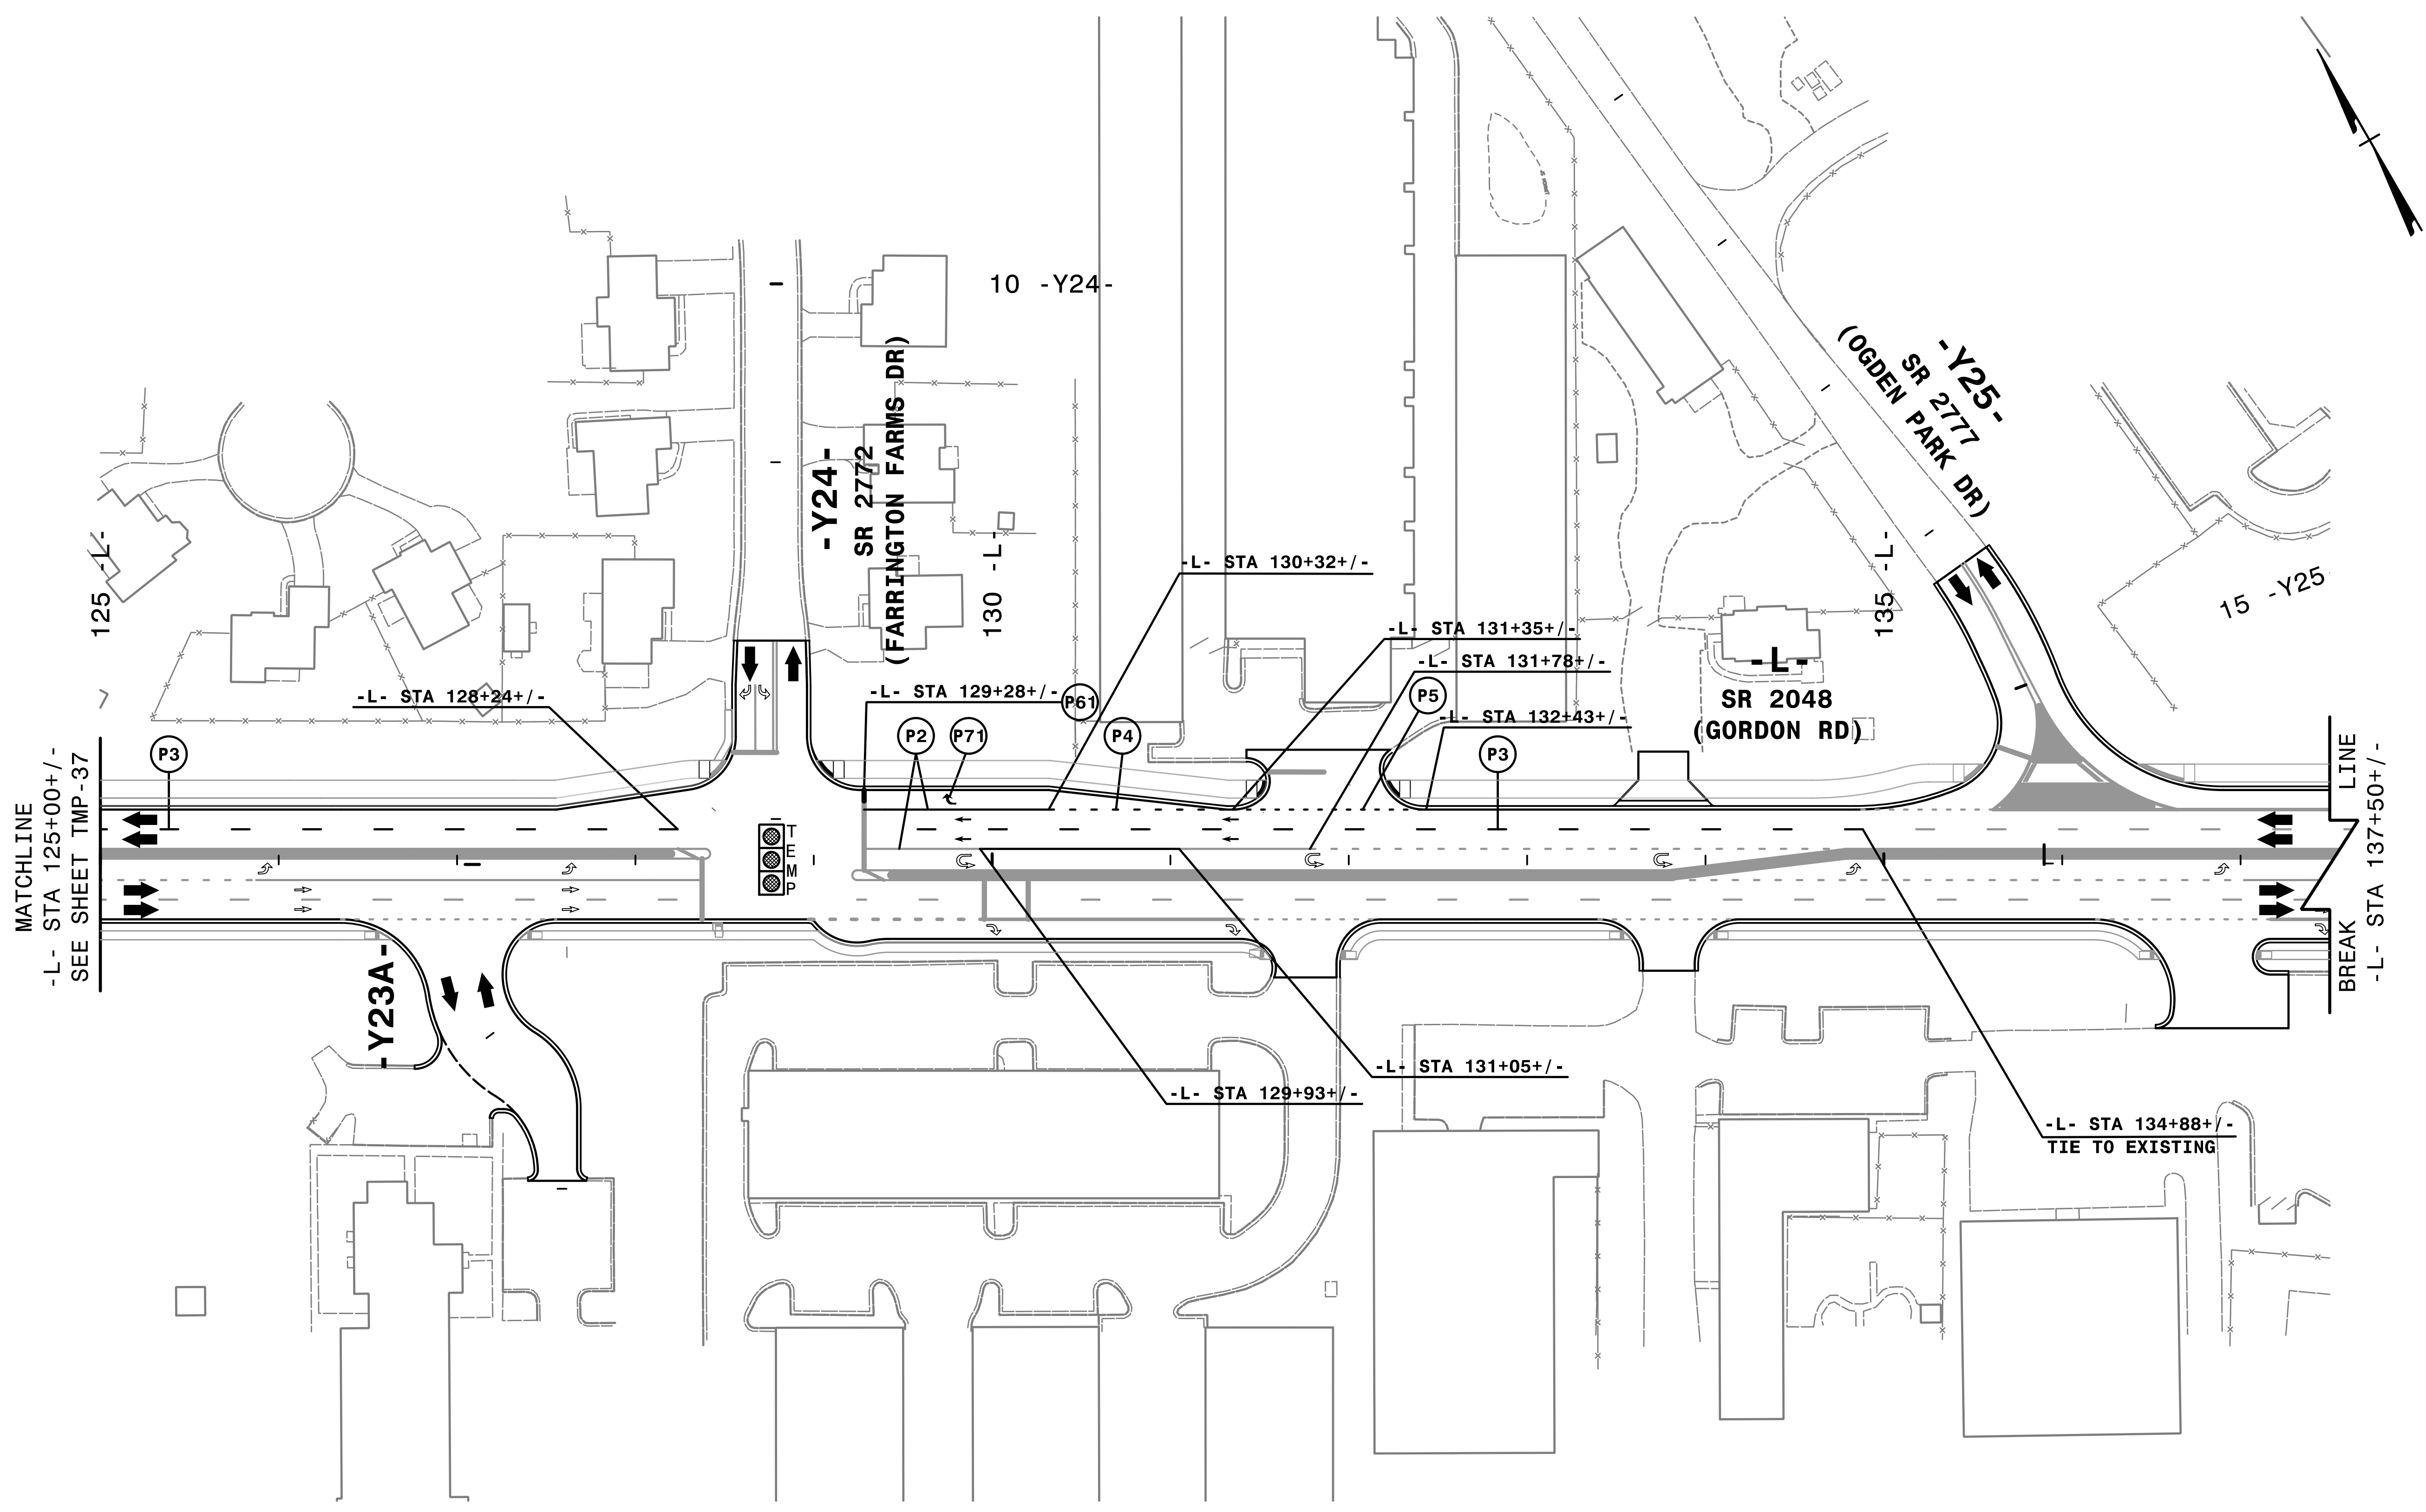 10 -Y24-
-Y25-
SR 2777
(OGDEN PARK DR)
-Y24-
SR 2772
(FARRINGTON FARMS DR)
125 -L-
130 -L-
135 -L-
15 -Y25
-L- STA 130+32+/-
-L- STA 131+35+/-
-L- STA 131+78+/-
-L- STA 128+24+/-
-L- STA 129+28+/-
P61
P5
-L- STA 132+43+/-
-L-
SR 2048
(GORDON RD)
P3
P2
P71
P4
P3
MATCHLINE
-L- STA 125+00+/-
SEE SHEET TMP-37
BREAK LINE
-L- STA 137+50+/-
TEMP
L
-Y23A-
-L- STA 131+05+/-
-L- STA 129+93+/-
-L- STA 134+88+/-
TIE TO EXISTING